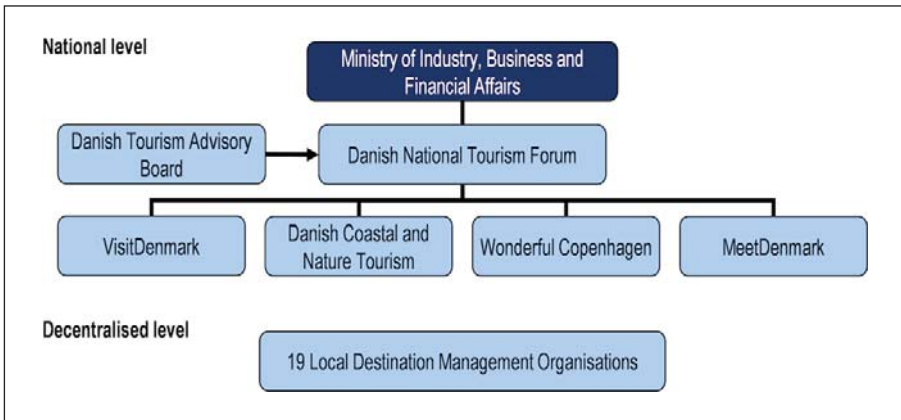 National level
Ministry of Industry, Business and
Financial Affairs
Danish Tourism Advisory
Board
Danish National Tourism Forum
VisitDenmark
Danish Coastal and
Nature Tourism
Wonderful Copenhagen
MeetDenmark
Decentralised level
19 Local Destination Management Organisations